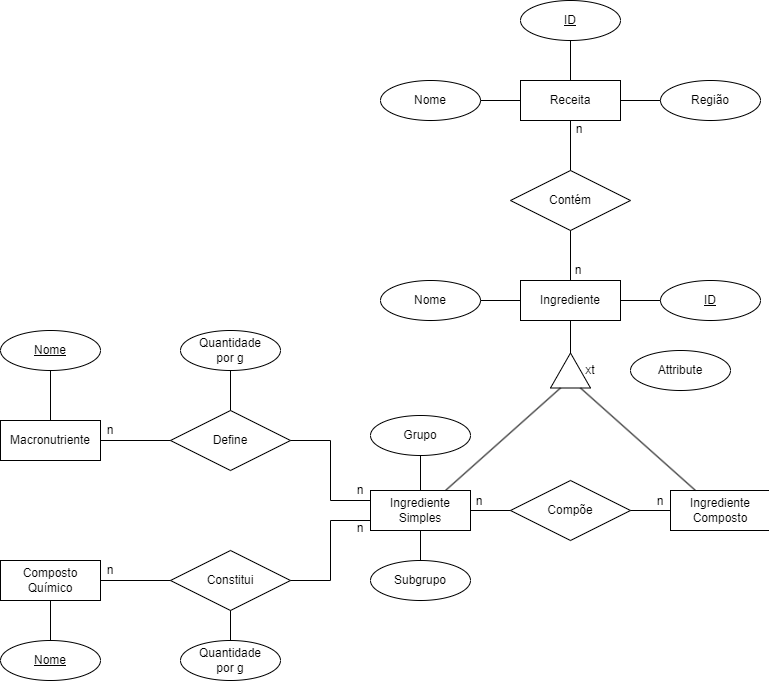 ID
Nome
Receita
Região
n
Contém
n
Nome
Ingrediente
ID
Nome
Quantidade
por g
xt
Attribute
Macronutriente
n
Define
Grupo
n
Ingrediente
Simples
n
Compõe
n
Ingrediente
Composto
n
Composto
Químico
n
Constitui
Subgrupo
Nome
Quantidade
por g